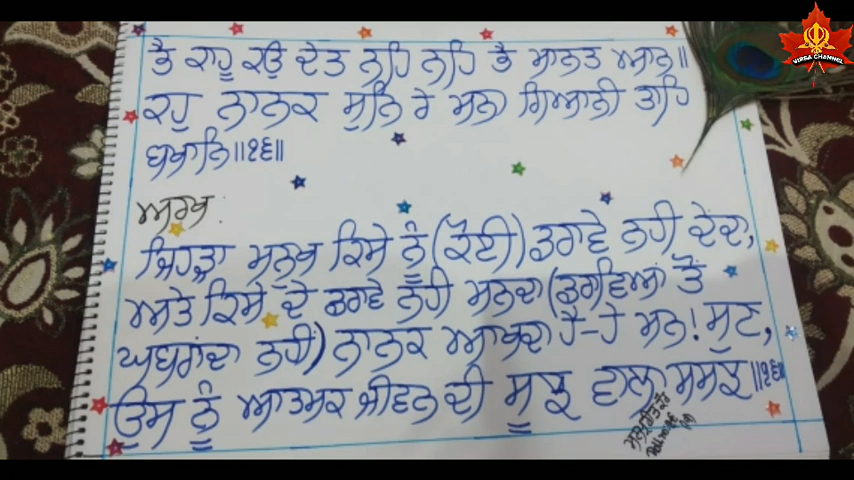 ਭੈ ਕਾਹੂ ਕਉ ਦੇਤ ਨਹਿ ਨਹਿ ਭੈ ਮਾਨਤ ਆਨ॥
ਕਹੁ ਨਾਨਕ ਸੁਨਿ ਰੇ ਮਨਾ ਗਿਆਨੀ ਤਾਹਿ
ਬਖਾਨਿ॥੧੬॥
ਅਰਥ :
ਜਿਹੜਾ ਮਨੁਖ ਕਿਸੇ ਨੂੰ (ਕੋਈ) ਡਰਾਵੇ ਨਹੀ ਦੇਂਦਾ,
ਅਤੇ ਕਿਸੇ ਦੇ ਡਰਾਵੇ ਨਹੀ ਮਨਦਾ (ਡਰਾਵਿਆਂ ਤੋਂ
ਘਬਰਾਂਦਾ ਨਹੀਂ) ਨਾਨਕ ਆਖਦਾ ਹੈ-ਹੇ ਮਨ! ਸੁਣ,
ਉਸ ਨੂੰ ਆਤਮਕ ਜੀਵਨ ਦੀ ਸੂਝ ਵਾਲਾ ਸਮਝ॥੧੬॥
VIRSA CHANNEL